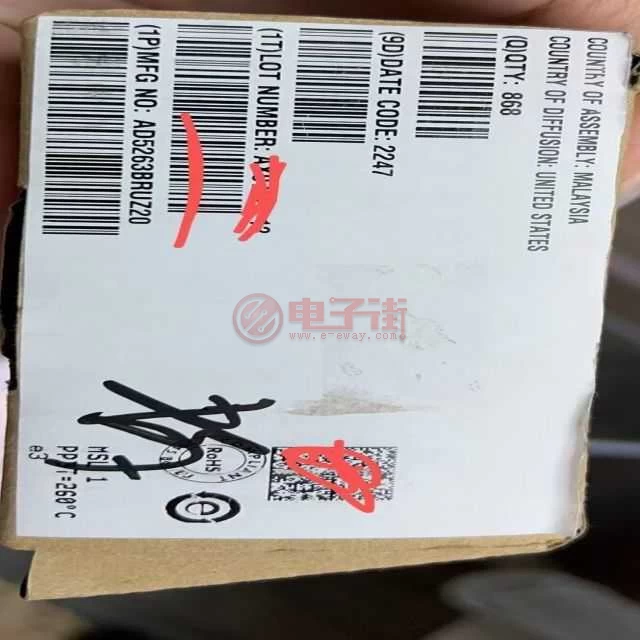 COUNTRY OF ASSEMBLY: MALAYSIA
COUNTRY OF DIFFUSION: UNITED STATES
(Q)QTY: 868
(9D)DATE CODE: 2247
(1T)LOT NUMBER:
(1P)MFG NO: AD5263BRUZ20
电子街
www.e-eway.com
RoHS
MSL 1
PPT=260°C
e3